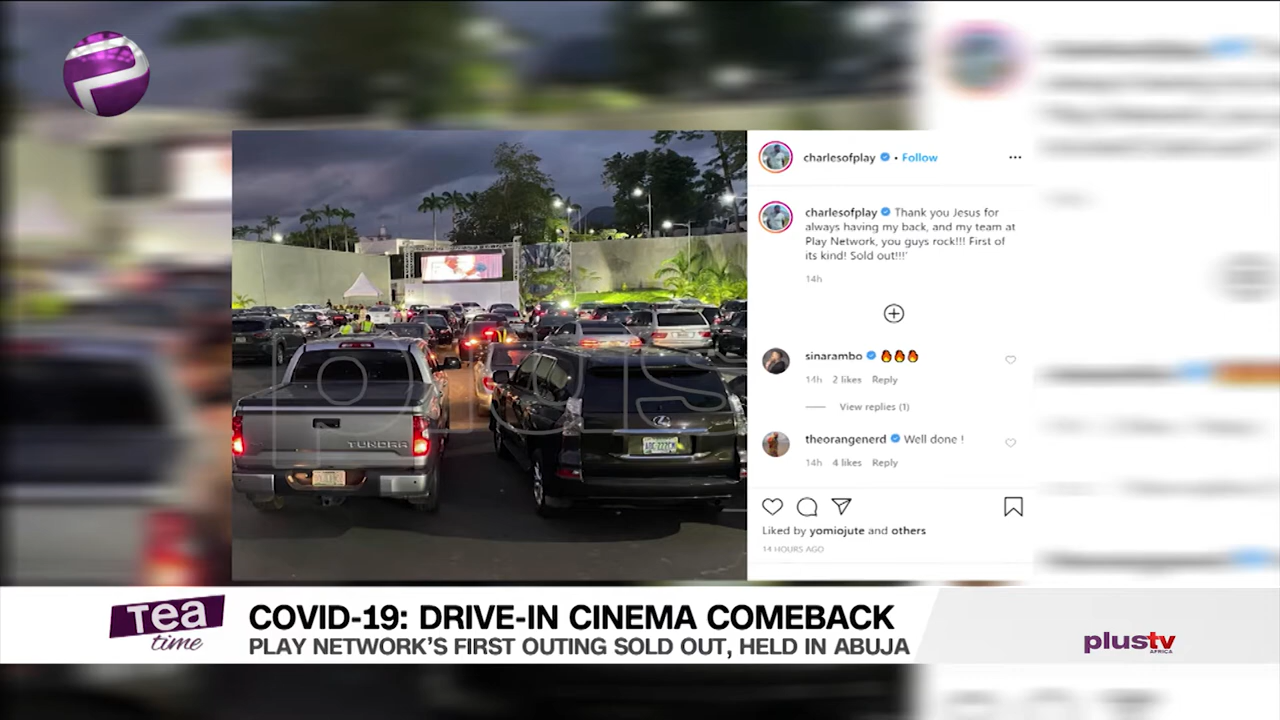 charlesofplay • Follow
charlesofplay Thank you Jesus for
always having my back, and my team at
Play Network, you guys rock!!! First of
its kind! Sold out!!!'
14h
sinarambo 🔥🔥🔥
14h 2 likes Reply
View replies (1)
theorangenerd Well done !
14h 4 likes Reply
Liked by yomiojute and others
14 HOURS AGO
TUNDRA
plus
Tea
time
COVID-19: DRIVE-IN CINEMA COMEBACK
PLAY NETWORK'S FIRST OUTING SOLD OUT, HELD IN ABUJA
plustv
AFRICA